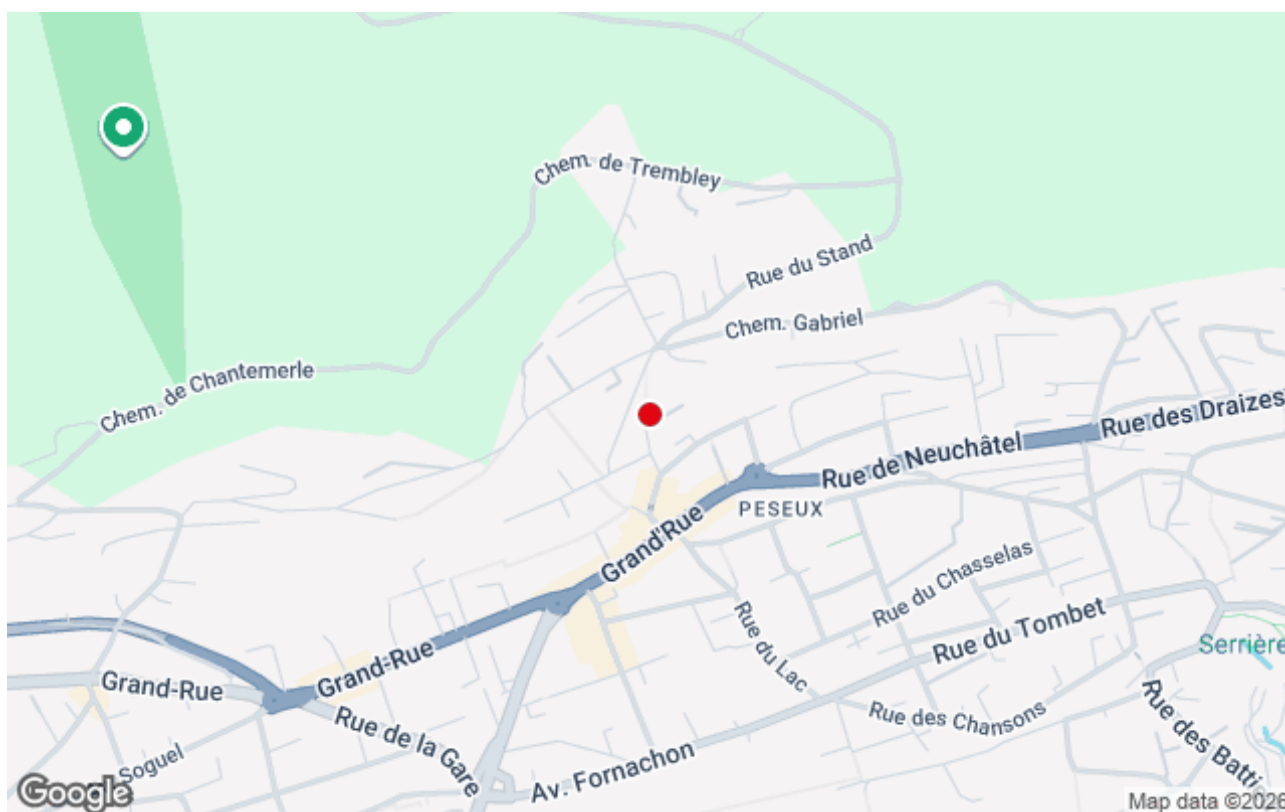 Chem. de Trembley
Rue du Stand
Chem. Gabriel
Chem. de Chantemerle
Rue des Draizes
Rue de Neuchâtel
PESEUX
Grand'Rue
Rue du Chasselas
Rue du Tombet
Rue du Lac
Serrière
Grand-Rue
Grand-Rue
Rue des Chansons
Rue de la Gare
Rue des Batti
Soguel
Av. Fornachon
Google
Map data ©2026